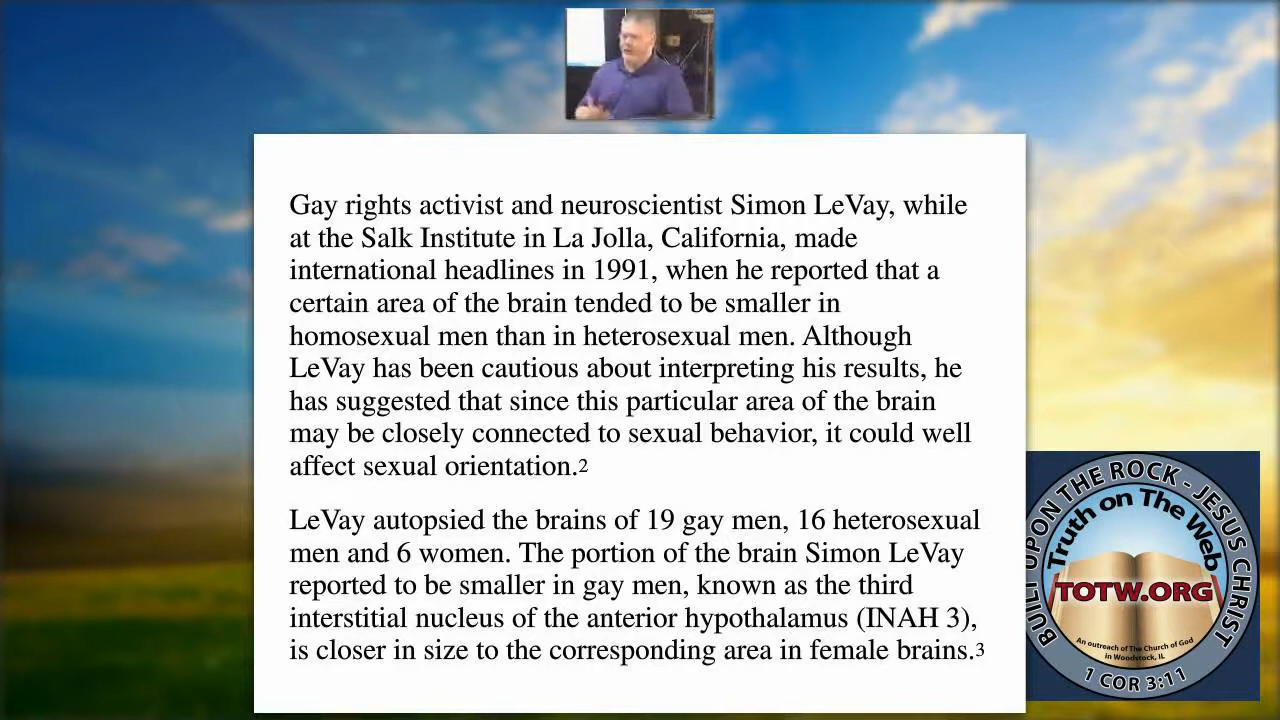 Gay rights activist and neuroscientist Simon LeVay, while
at the Salk Institute in La Jolla, California, made
international headlines in 1991, when he reported that a
certain area of the brain tended to be smaller in
homosexual men than in heterosexual men. Although
LeVay has been cautious about interpreting his results, he
has suggested that since this particular area of the brain
may be closely connected to sexual behavior, it could well
affect sexual orientation.2
LeVay autopsied the brains of 19 gay men, 16 heterosexual
men and 6 women. The portion of the brain Simon LeVay
reported to be smaller in gay men, known as the third
interstitial nucleus of the anterior hypothalamus (INAH 3),
is closer in size to the corresponding area in female brains.3
BUILT UPON THE ROCK - JESUS CHRIST
Truth on The Web
TOTW.ORG
An outreach of The Church of God
in Woodstock, IL
1 COR 3:11